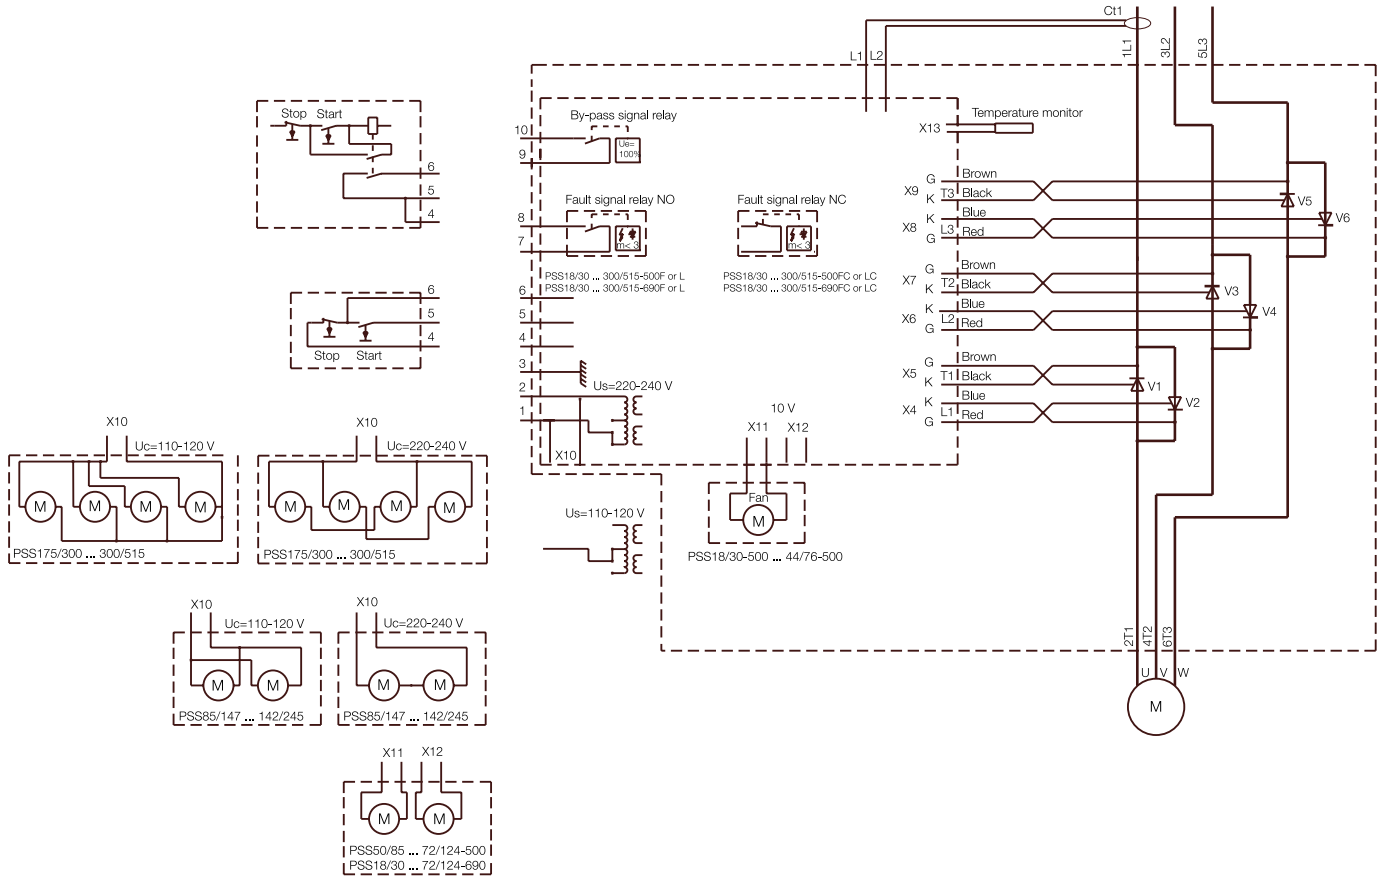 Ct1
L1 L2
1L1
3L2
5L3
Stop Start
6
5
4
10
9
By-pass signal relay
Ue=
100%
X13
Temperature monitor
Fault signal relay NO
8
7
m< 3
PSS18/30 ... 300/515-500F or L
PSS18/30 ... 300/515-690F or L
Fault signal relay NC
m< 3
PSS18/30 ... 300/515-500FC or LC
PSS18/30 ... 300/515-690FC or LC
X9
G Brown
K T3 Black
X8
K Blue
G L3 Red
V5
V6
X7
G Brown
K T2 Black
X6
K Blue
G L2 Red
V3
V4
X5
G Brown
K T1 Black
X4
K Blue
G L1 Red
V1
V2
6
5
4
Stop Start
6
5
4
3
2
1
Us=220-240 V
X10
10 V
X11 X12
Fan
M
PSS18/30-500 ... 44/76-500
Us=110-120 V
X10
Uc=110-120 V
M M M M
PSS175/300 ... 300/515
X10
Uc=220-240 V
M M M M
PSS175/300 ... 300/515
X10
Uc=110-120 V
M M
PSS85/147 ... 142/245
X10
Uc=220-240 V
M M
PSS85/147 ... 142/245
X11 X12
M M
PSS50/85 ... 72/124-500
PSS18/30 ... 72/124-690
2T1
4T2
6T3
U V W
M